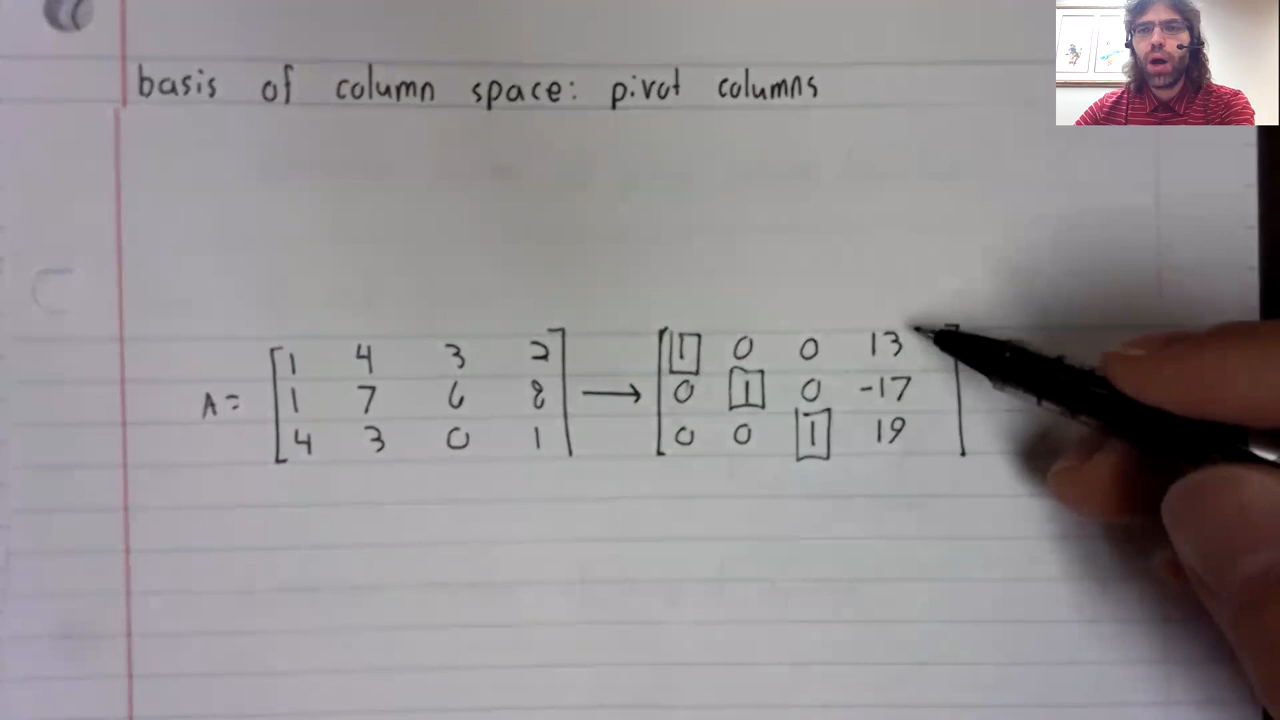 basis of column space: pivot columns
1 4 3 2 1 0 0 13
A = 1 7 6 8 → 0 1 0 -17
4 3 0 1 0 0 1 19